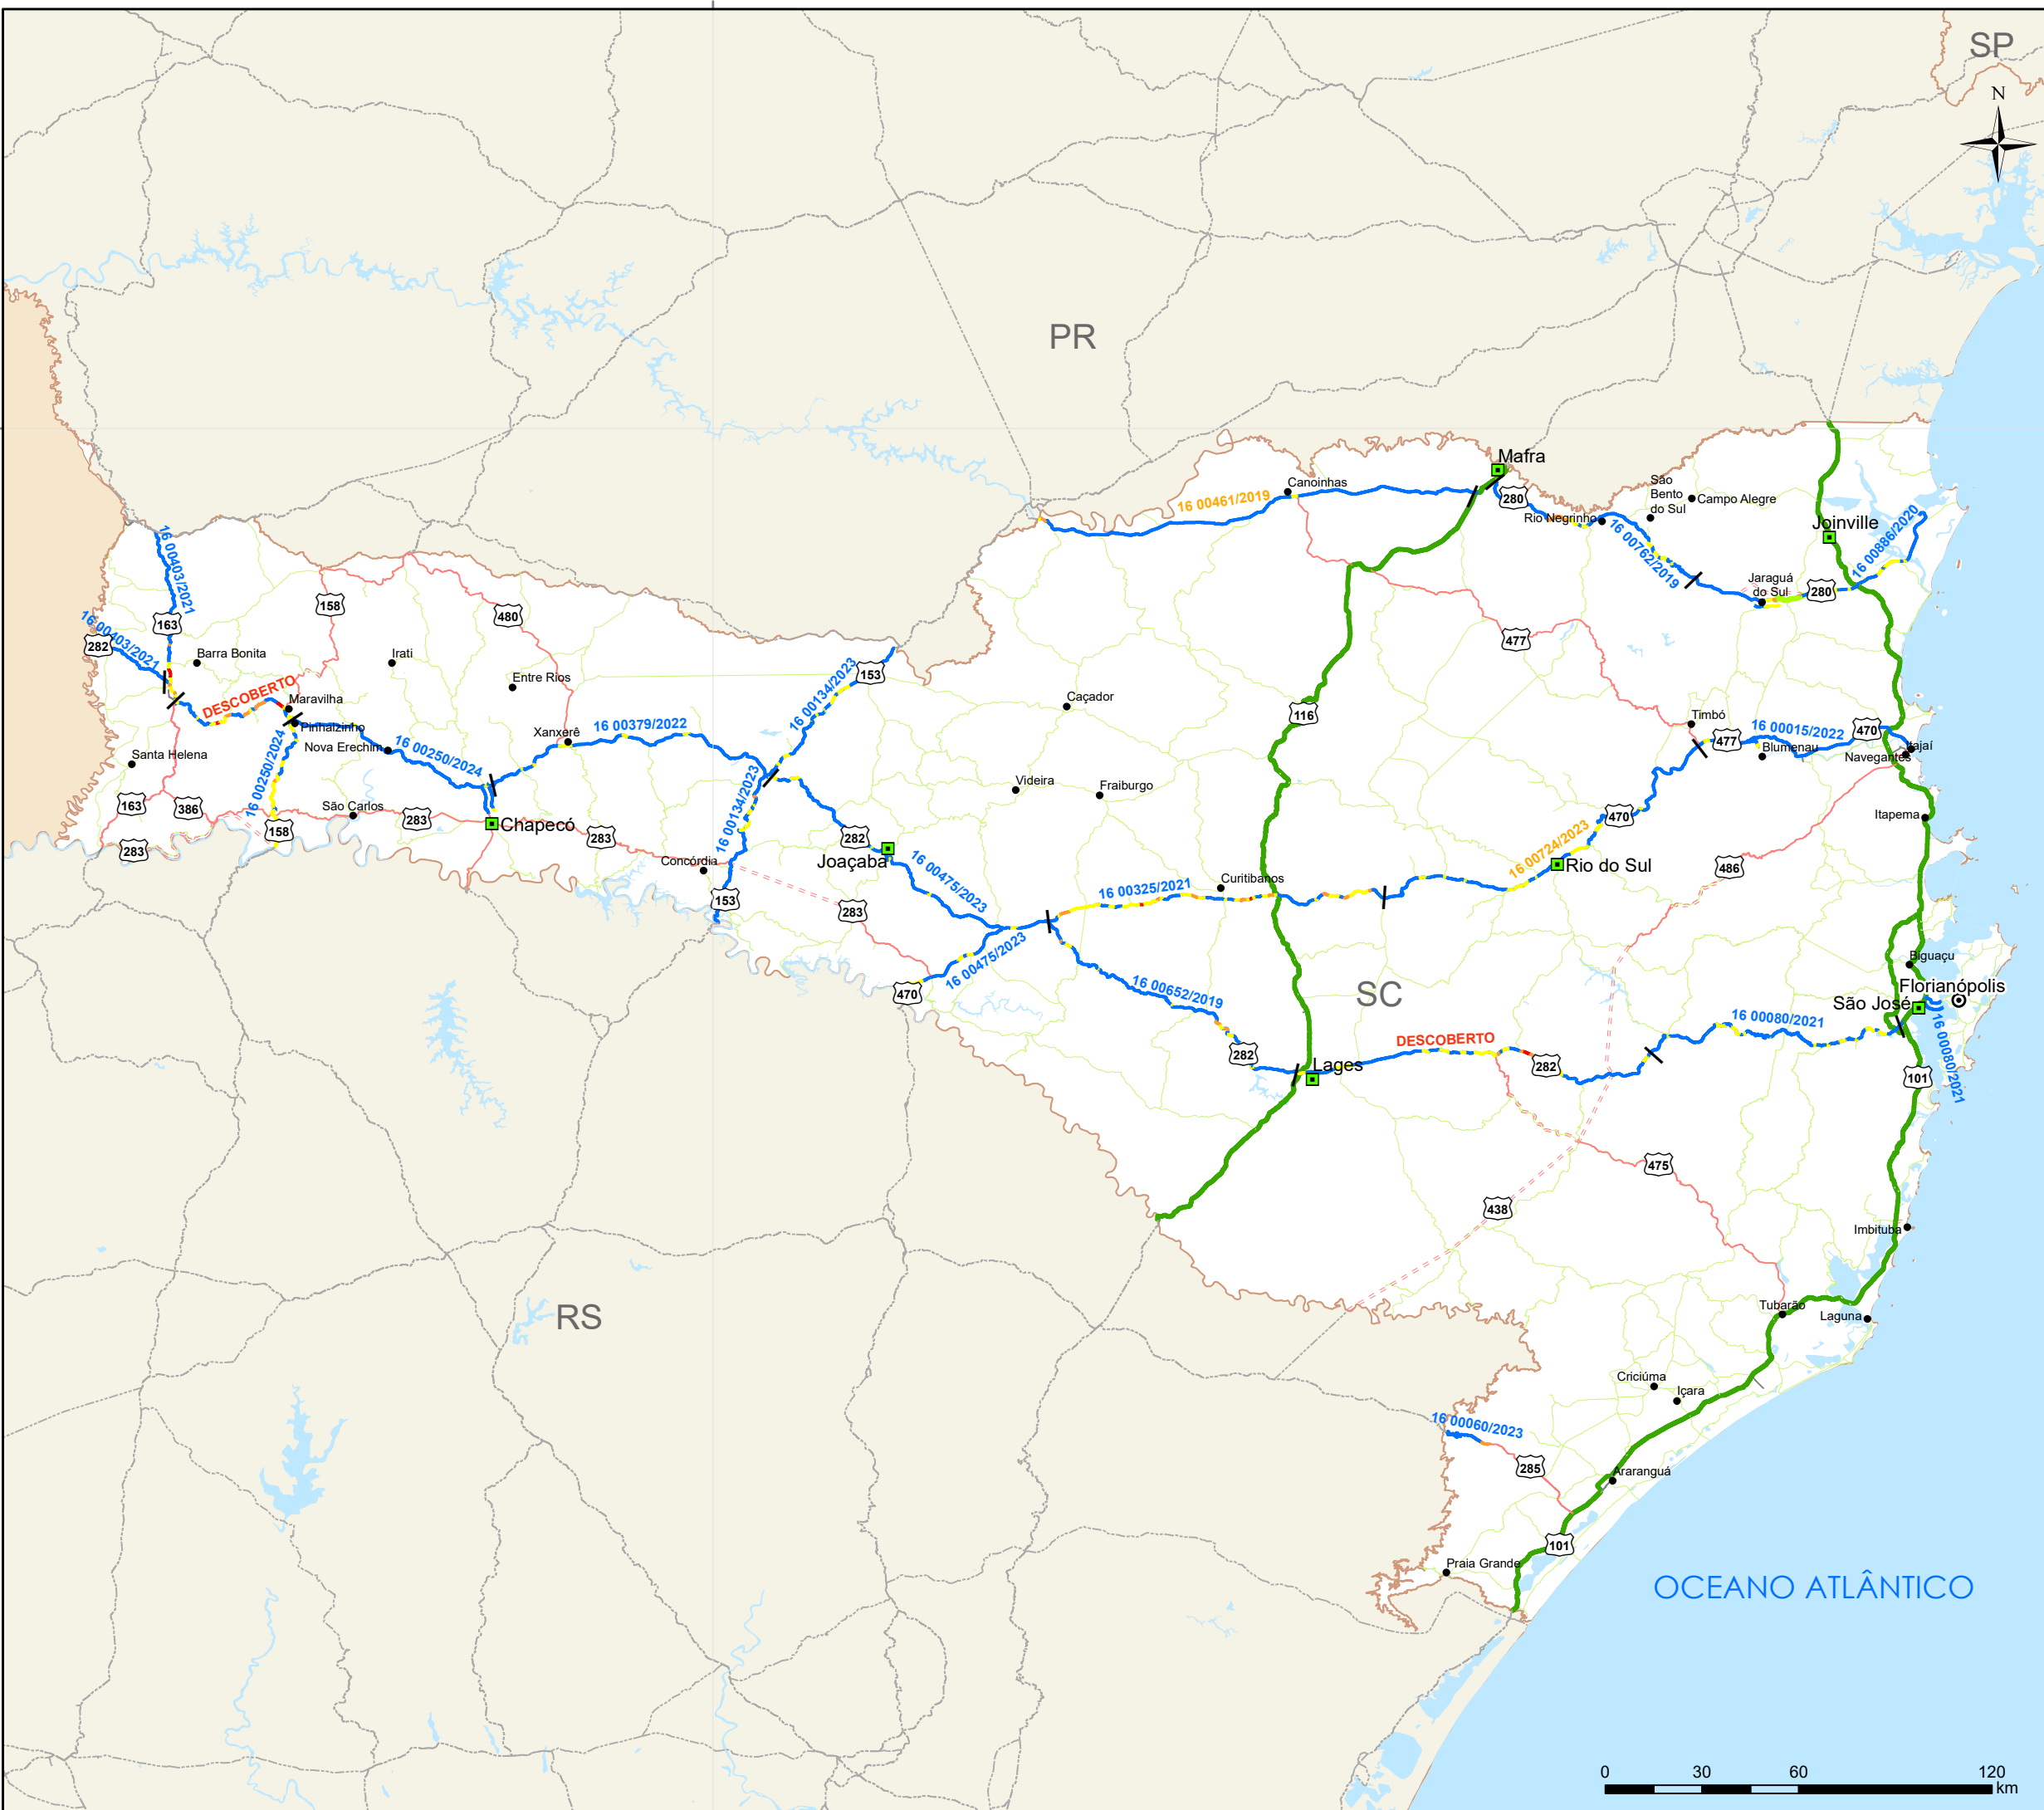 SP
N
PR
Mafra
Canoinhas
16 00461/2019
280
São
Bento
do Sul
Campo Alegre
Rio Negrinho
16 00762/2019
Joinville
16 00886/2020
Jaraguá
do Sul
280
16 00403/2021
163
16 00403/2021
282
158
480
477
Barra Bonita
Irati
Entre Rios
DESCOBERTO
Maravilha
Pinhalzinho
Nova Erechim
16 00250/2024
16 00250/2024
Xanxerê
16 00379/2022
16 00134/2023
153
Caçador
116
Timbó
16 00015/2022
477
Blumenau
470
Itajaí
Navegantes
Santa Helena
163
386
283
158
São Carlos
283
Chapecó
283
16 00134/2023
Videira
Fraiburgo
470
Itapema
282
Joaçaba
16 00475/2023
Concórdia
153
283
16 00325/2021
Curitibanos
16 00724/2023
Rio do Sul
486
16 00475/2023
470
16 00652/2019
SC
Biguaçu
Florianópolis
São José
16 00080/2021
16 00080/2021
282
Lages
DESCOBERTO
282
101
475
438
Imbituba
RS
Tubarão
Laguna
Criciúma
Içara
16 00060/2023
285
Araranguá
101
Praia Grande
OCEANO ATLÂNTICO
0 30 60 120
km